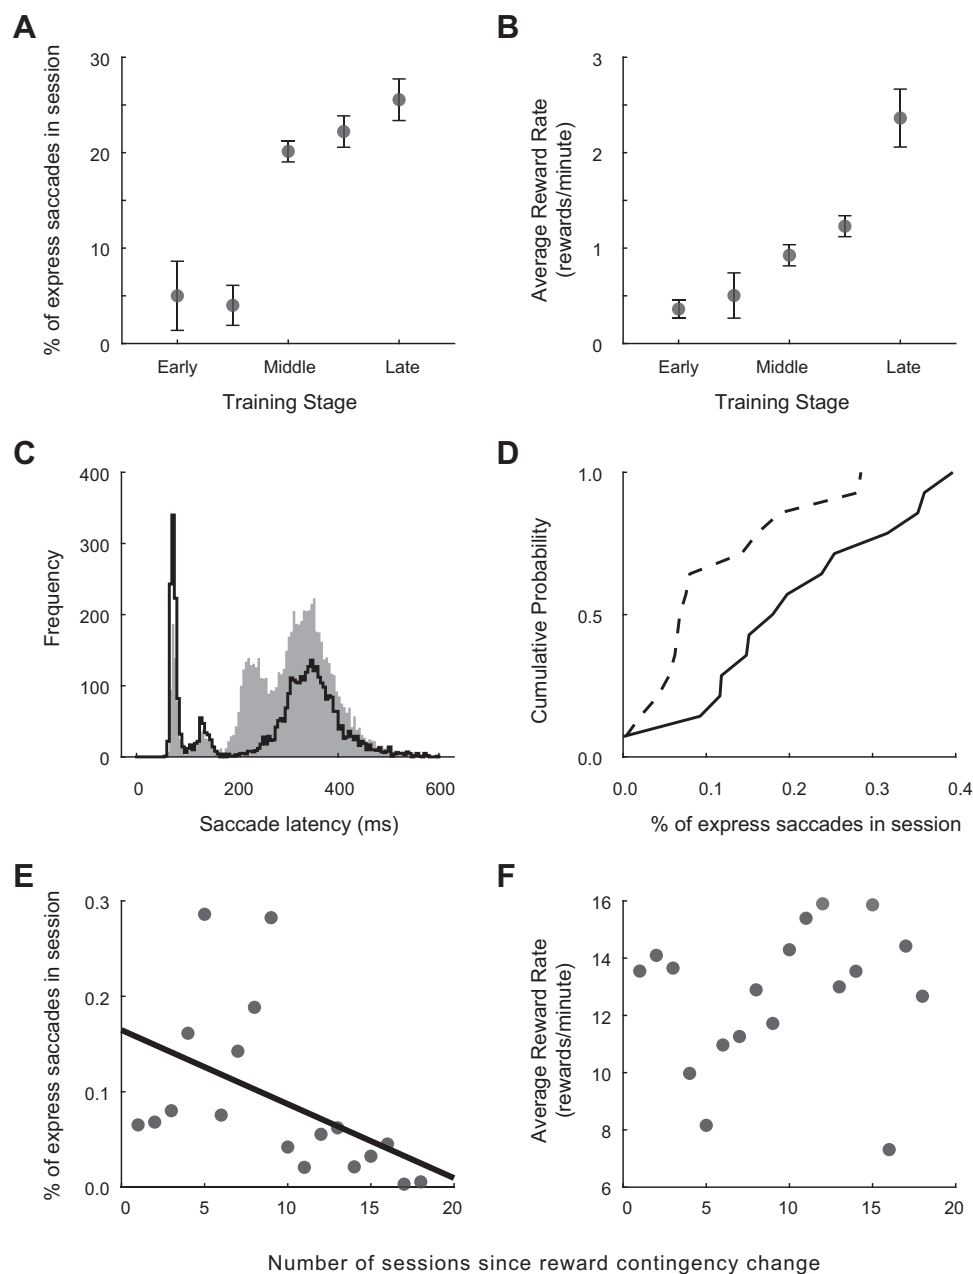 A
B
% of express saccades in session
30
20
10
0
Early
Middle
Late
Training Stage
Average Reward Rate
(rewards/minute)
3
2
1
0
Early
Middle
Late
Training Stage
C
D
Frequency
400
300
200
100
0
0
200
400
600
Saccade latency (ms)
Cumulative Probability
1.0
0.5
0.0
0.0
0.1
0.2
0.3
0.4
% of express saccades in session
E
F
% of express saccades in session
0.3
0.2
0.1
0.0
0
5
10
15
20
Average Reward Rate
(rewards/minute)
16
14
12
10
8
6
0
5
10
15
20
Number of sessions since reward contingency change